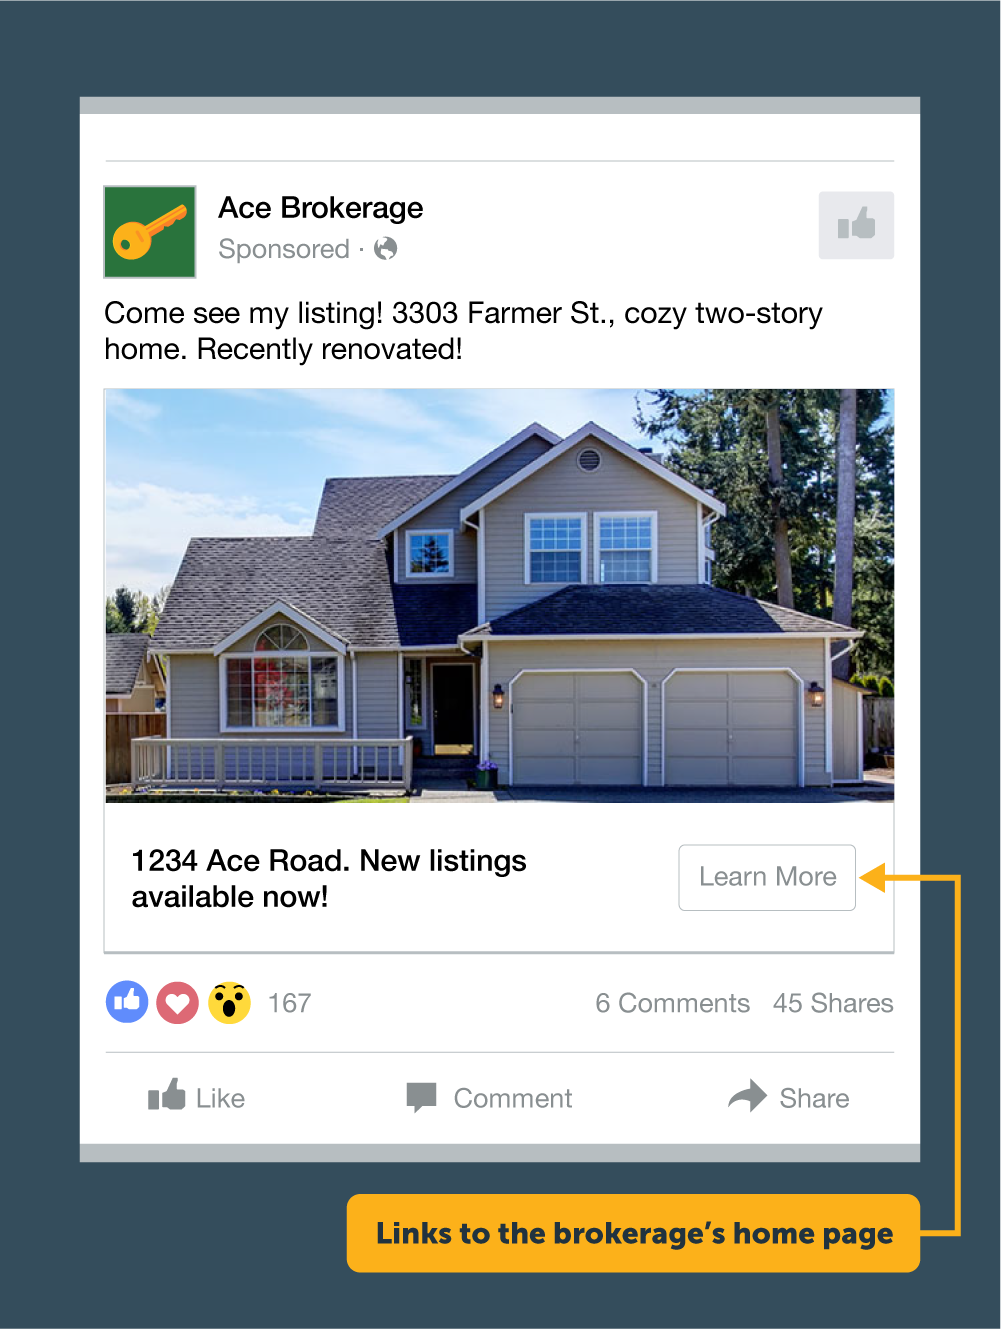 Ace Brokerage
Sponsored ·
Come see my listing! 3303 Farmer St., cozy two-story
home. Recently renovated!
1234 Ace Road. New listings
available now!
Learn More
167
6 Comments 45 Shares
Like
Comment
Share
Links to the brokerage’s home page